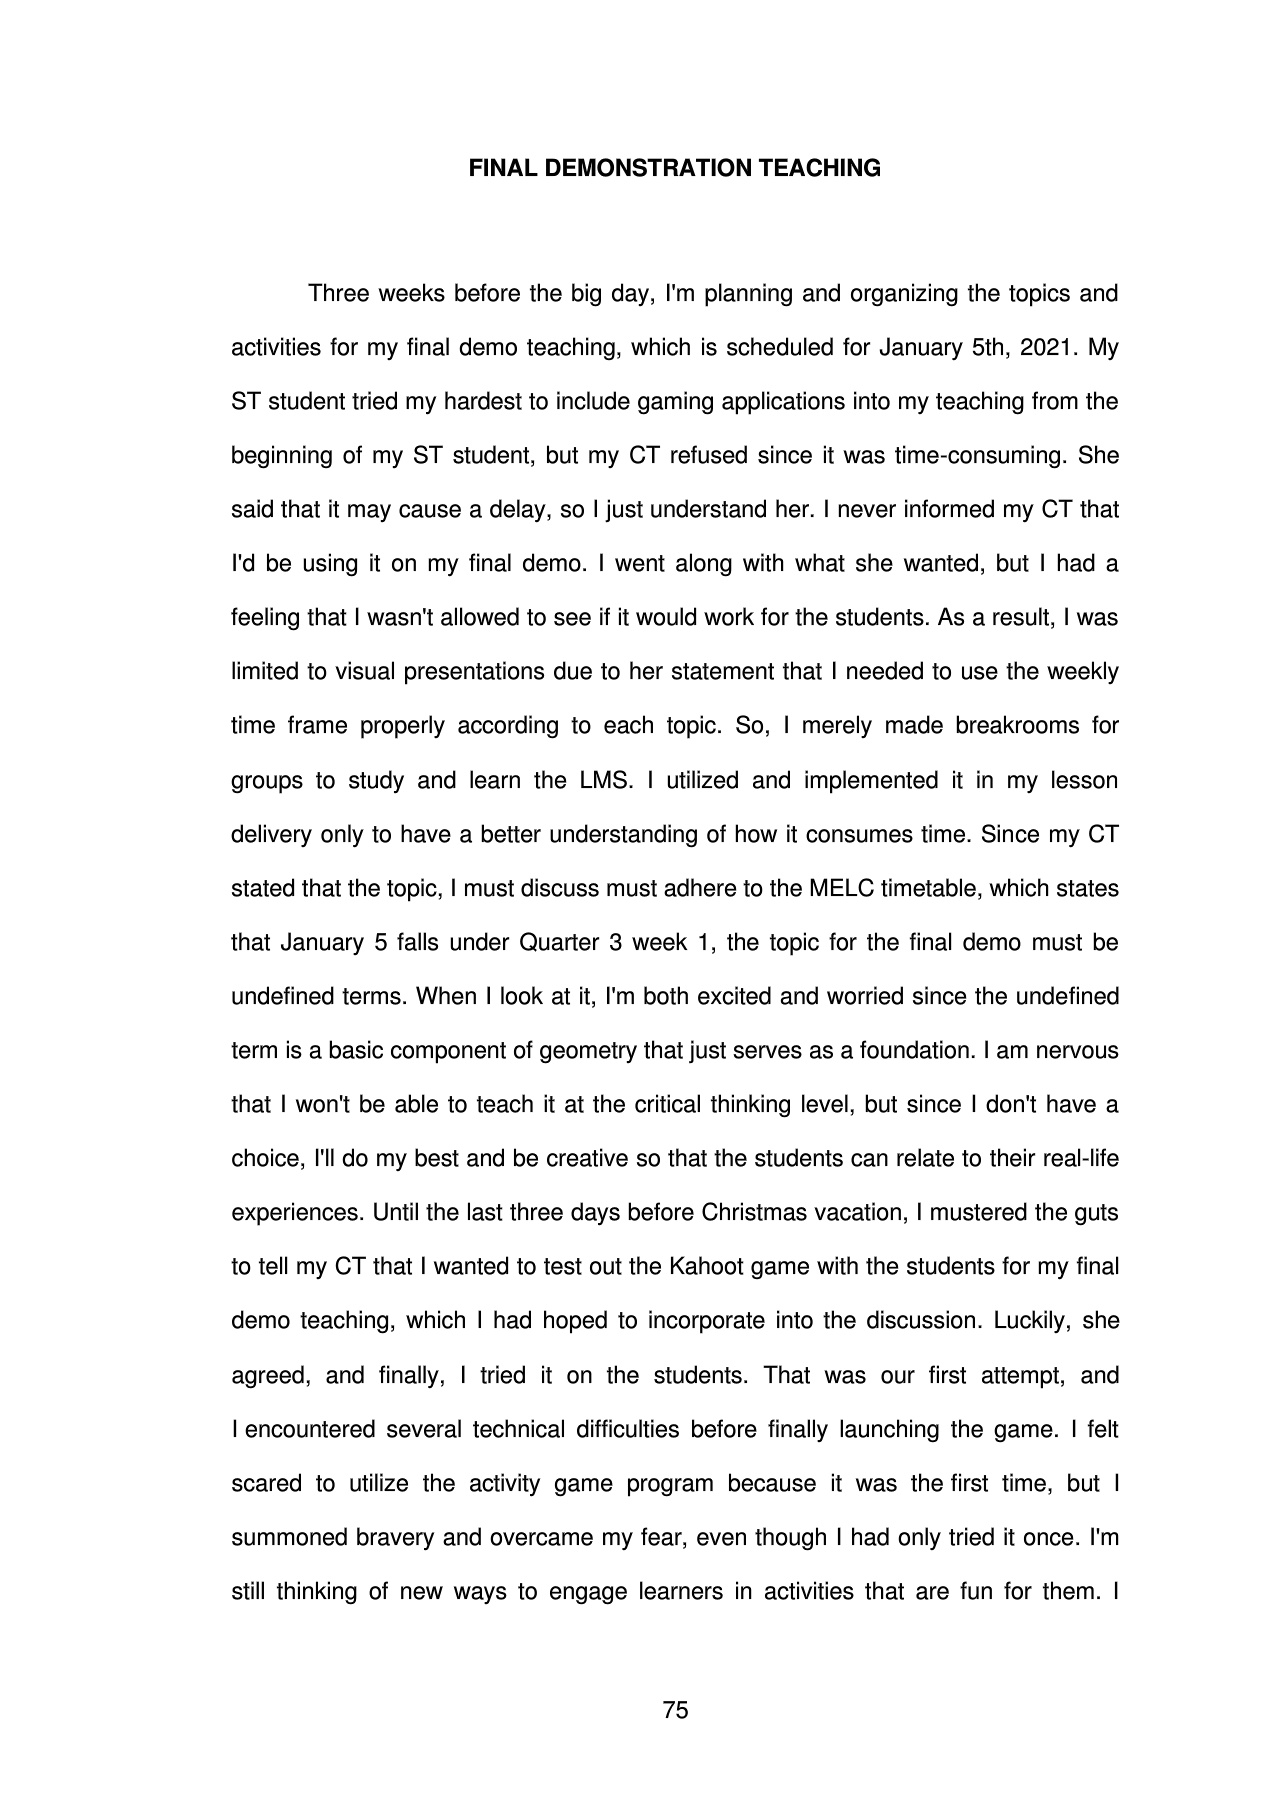 FINAL DEMONSTRATION TEACHING
Three weeks before the big day, I'm planning and organizing the topics and
activities for my final demo teaching, which is scheduled for January 5th, 2021. My
ST student tried my hardest to include gaming applications into my teaching from the
beginning of my ST student, but my CT refused since it was time-consuming. She
said that it may cause a delay, so I just understand her. I never informed my CT that
I'd be using it on my final demo. I went along with what she wanted, but I had a
feeling that I wasn't allowed to see if it would work for the students. As a result, I was
limited to visual presentations due to her statement that I needed to use the weekly
time frame properly according to each topic. So, I merely made breakrooms for
groups to study and learn the LMS. I utilized and implemented it in my lesson
delivery only to have a better understanding of how it consumes time. Since my CT
stated that the topic, I must discuss must adhere to the MELC timetable, which states
that January 5 falls under Quarter 3 week 1, the topic for the final demo must be
undefined terms. When I look at it, I'm both excited and worried since the undefined
term is a basic component of geometry that just serves as a foundation. I am nervous
that I won't be able to teach it at the critical thinking level, but since I don't have a
choice, I'll do my best and be creative so that the students can relate to their real-life
experiences. Until the last three days before Christmas vacation, I mustered the guts
to tell my CT that I wanted to test out the Kahoot game with the students for my final
demo teaching, which I had hoped to incorporate into the discussion. Luckily, she
agreed, and finally, I tried it on the students. That was our first attempt, and
I encountered several technical difficulties before finally launching the game. I felt
scared to utilize the activity game program because it was the first time, but I
summoned bravery and overcame my fear, even though I had only tried it once. I'm
still thinking of new ways to engage learners in activities that are fun for them. I
75